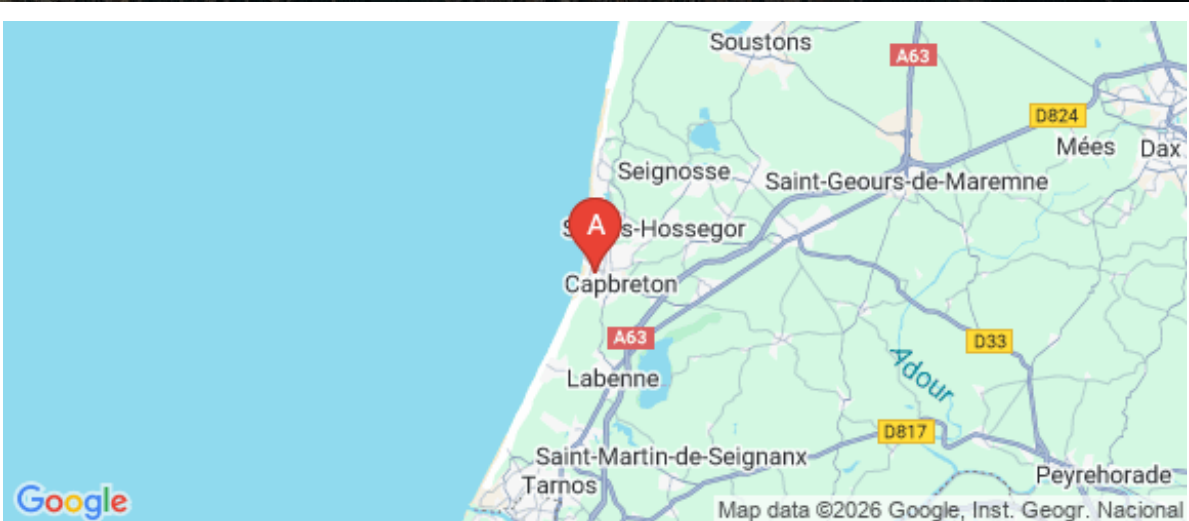 Soustons
A63
D824
Mées
Dax
Seignosse
Saint-Geours-de-Maremne
A
s-Hossegor
Capbreton
A63
D33
Labenne
Adour
D817
Saint-Martin-de-Seignanx
Peyrehorade
Tarnos
Google
Map data ©2026 Google, Inst. Geogr. Nacional